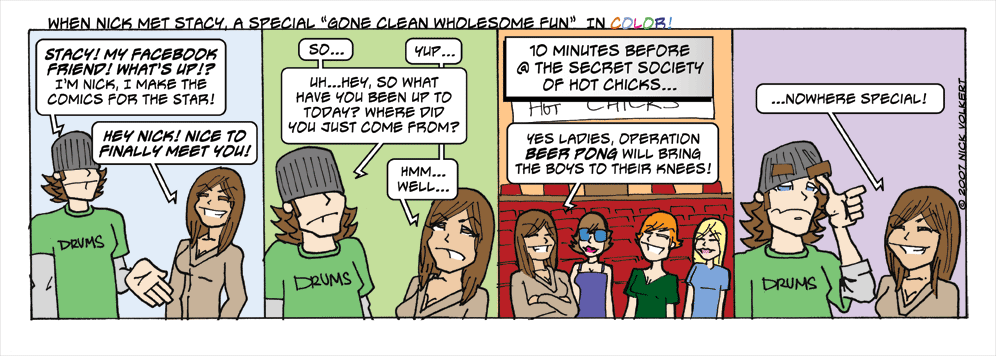 WHEN NICK MET STACY, A SPECIAL "GONE CLEAN WHOLESOME FUN" IN COLOR!
STACY! MY FACEBOOK
FRIEND! WHAT'S UP!?
I'M NICK, I MAKE THE
COMICS FOR THE STAR!
HEY NICK! NICE TO
FINALLY MEET YOU!
DRUMS
SO...
YUP...
UH...HEY, SO WHAT
HAVE YOU BEEN UP TO
TODAY? WHERE DID
YOU JUST COME FROM?
HMM...
WELL...
DRUMS
10 MINUTES BEFORE
@ THE SECRET SOCIETY
OF HOT CHICKS...
HOT CHICKS
YES LADIES, OPERATION
BEER PONG WILL BRING
THE BOYS TO THEIR KNEES!
...NOWHERE SPECIAL!
DRUMS
© 2007 NICK VOLKERT